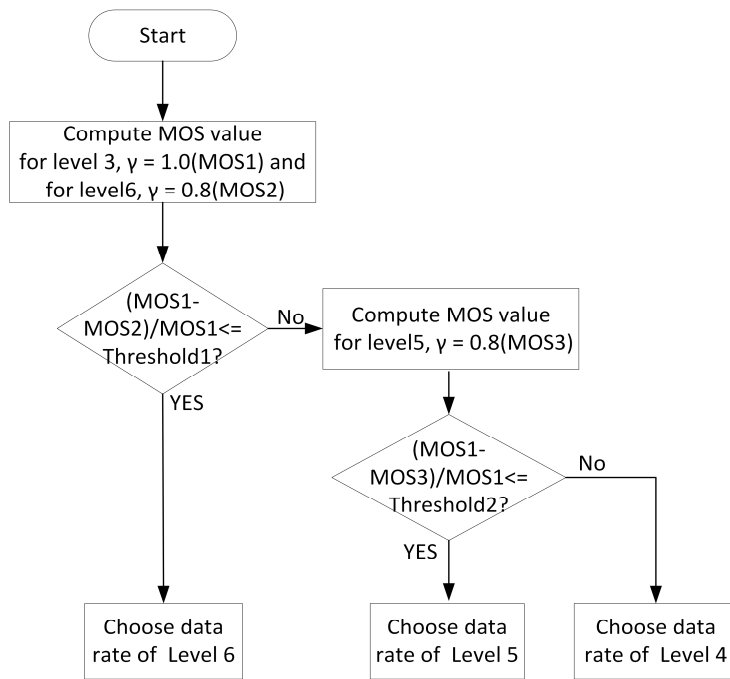 Start
Compute MOS value
for level 3, γ = 1.0(MOS1) and
for level6, γ = 0.8(MOS2)
(MOS1-
MOS2)/MOS1<=
Threshold1?
No
YES
Compute MOS value
for level5, γ = 0.8(MOS3)
(MOS1-
MOS3)/MOS1<=
Threshold2?
No
YES
Choose data
rate of Level 6
Choose data
rate of Level 5
Choose data
rate of Level 4